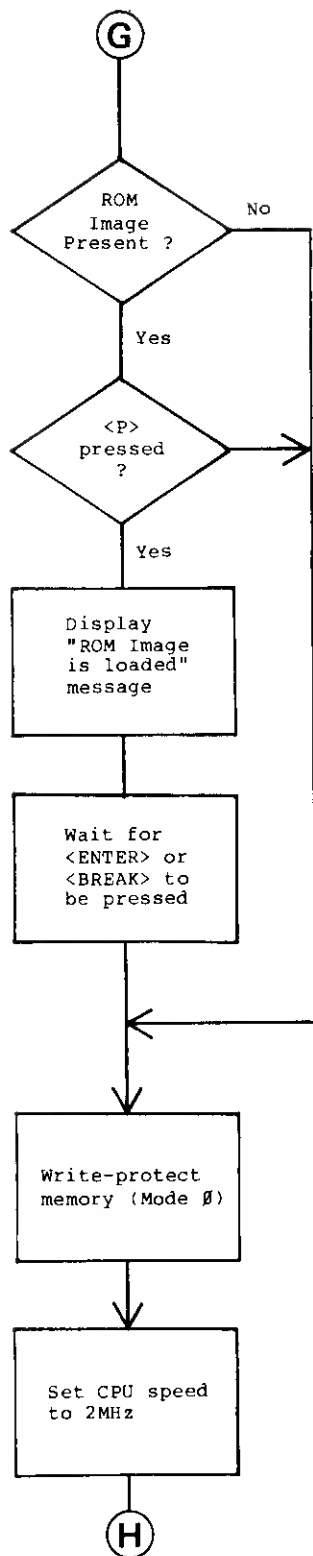 G
ROM
Image
Present ?
No
Yes
<P>
pressed
?
Yes
Display
"ROM Image
is loaded"
message
Wait for
<ENTER> or
<BREAK> to
be pressed
Write-protect
memory (Mode Ø)
Set CPU speed
to 2MHz
H